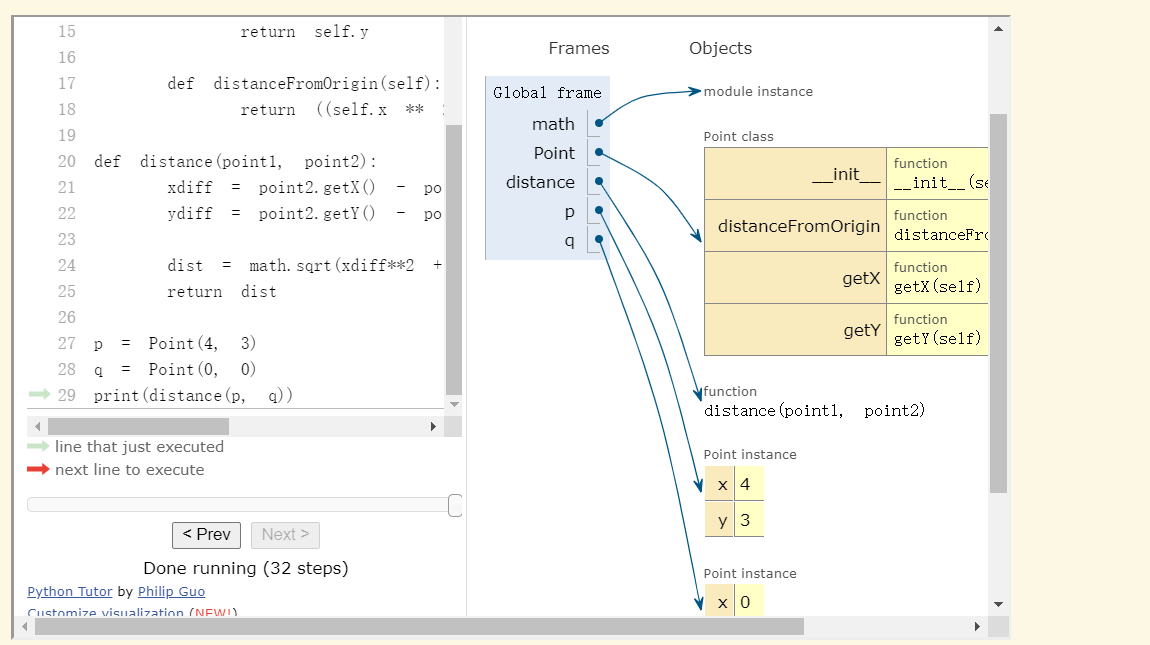 15 return self.y
16
17 def distanceFromOrigin(self):
18 return ((self.x **
19
20 def distance(point1, point2):
21 xdiff = point2.getX() - po
22 ydiff = point2.getY() - po
23
24 dist = math.sqrt(xdiff**2 +
25 return dist
26
27 p = Point(4, 3)
28 q = Point(0, 0)
29 print(distance(p, q))
line that just executed
next line to execute
< Prev Next >
Done running (32 steps)
Python Tutor by Philip Guo
Customize visualization (NEW!)
Frames Objects
Global frame
math
Point
distance
p
q
module instance
Point class
__init__ function
__init__(se
distanceFromOrigin function
distanceFro
getX function
getX(self)
getY function
getY(self)
function
distance(point1, point2)
Point instance
x 4
y 3
Point instance
x 0